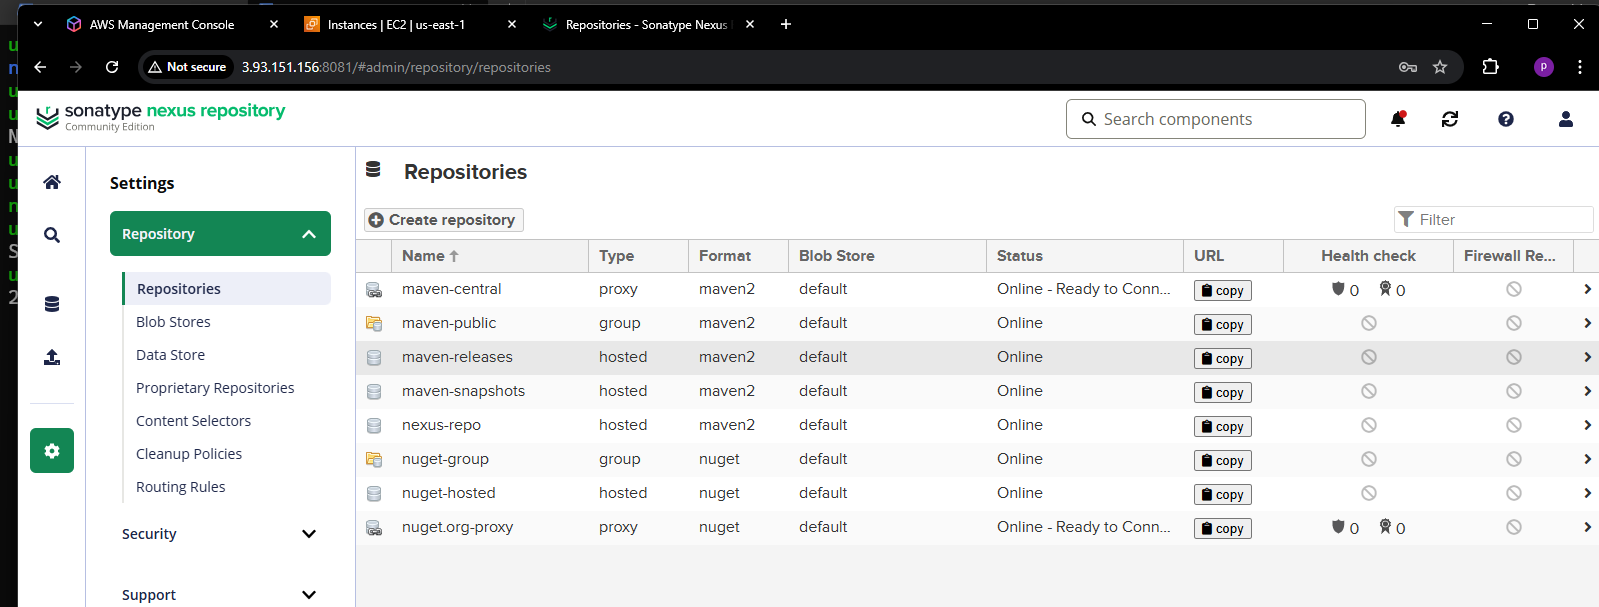 AWS Management Console
Instances | EC2 | us-east-1
Repositories - Sonatype Nexus
Not secure
3.93.151.156:8081/#admin/repository/repositories
p
sonatype nexus repository
Community Edition
Search components
Settings
Repository
Repositories
Blob Stores
Data Store
Proprietary Repositories
Content Selectors
Cleanup Policies
Routing Rules
Security
Support
Repositories
Create repository
Filter
Name Type Format Blob Store Status URL Health check Firewall Re...
maven-central proxy maven2 default Online - Ready to Conn... copy 0 0
maven-public group maven2 default Online copy
maven-releases hosted maven2 default Online copy
maven-snapshots hosted maven2 default Online copy
nexus-repo hosted maven2 default Online copy
nuget-group group nuget default Online copy
nuget-hosted hosted nuget default Online copy
nuget.org-proxy proxy nuget default Online - Ready to Conn... copy 0 0